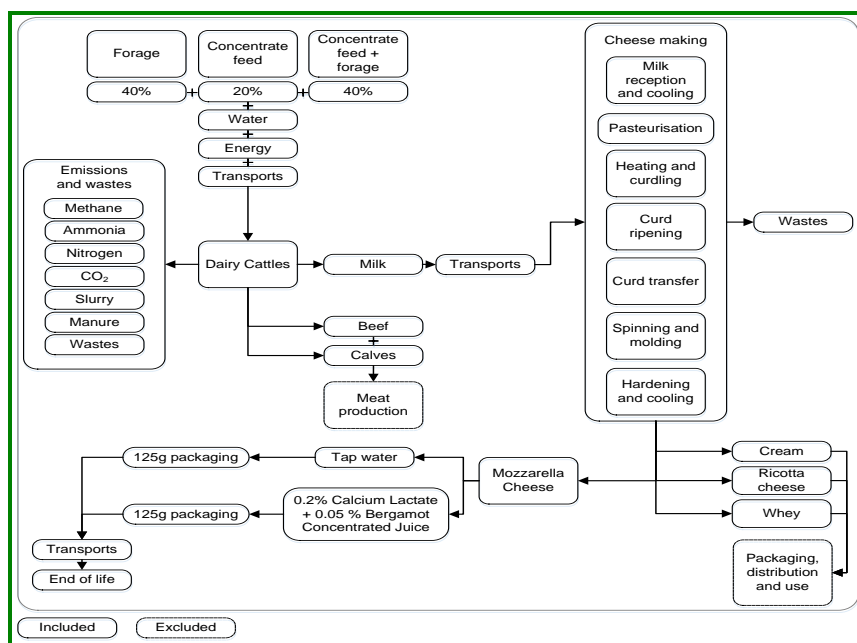 Forage
Concentrate
feed
Concentrate
feed +
forage
40%
+
20%
+
40%
+
Water
+
Energy
+
Transports
Cheese making
Milk
reception
and cooling
Pasteurisation
Heating and
curdling
Curd
ripening
Curd transfer
Spinning and
molding
Hardening
and cooling
Wastes
Emissions
and wastes
Methane
Ammonia
Nitrogen
CO₂
Slurry
Manure
Wastes
Dairy Cattles
Milk
Transports
Beef
+
Calves
Meat
production
Cream
Ricotta
cheese
Whey
Packaging,
distribution
and use
Mozzarella
Cheese
Tap water
125g packaging
0.2% Calcium Lactate
+ 0.05 % Bergamot
Concentrated Juice
125g packaging
Transports
End of life
Included
Excluded